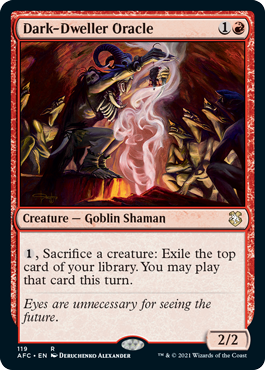 Dark-Dweller Oracle 1
Creature — Goblin Shaman
1, Sacrifice a creature: Exile the top
card of your library. You may play
that card this turn.
Eyes are unnecessary for seeing the
future.
2/2
119 R
AFC • EN Deruchenko Alexander ™ & © 2021 Wizards of the Coast